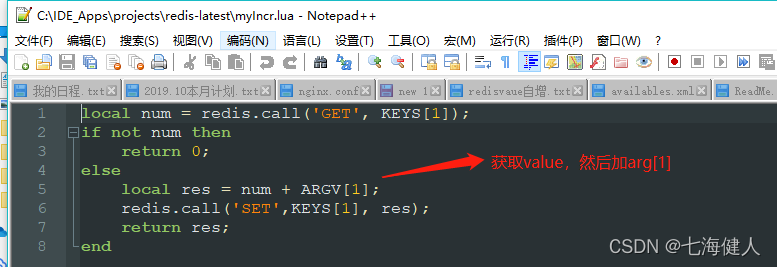 C:\IDE_Apps\projects\redis-latest\myIncr.lua - Notepad++
文件(F) 编辑(E) 搜索(S) 视图(V) 编码(N) 语言(L) 设置(T) 工具(O) 宏(M) 运行(R) 插件(P) 窗口(W) ?
我的日程.txt 2019.10本月计划.txt nginx.conf new 1 redisvaue自增.txt availables.xml ReadMe.
1 local num = redis.call('GET', KEYS[1]);
2 if not num then
3 return 0;
4 else
5 local res = num + ARGV[1];
6 redis.call('SET',KEYS[1], res);
7 return res;
8 end
获取value，然后加arg[1]
CSDN @七海健人